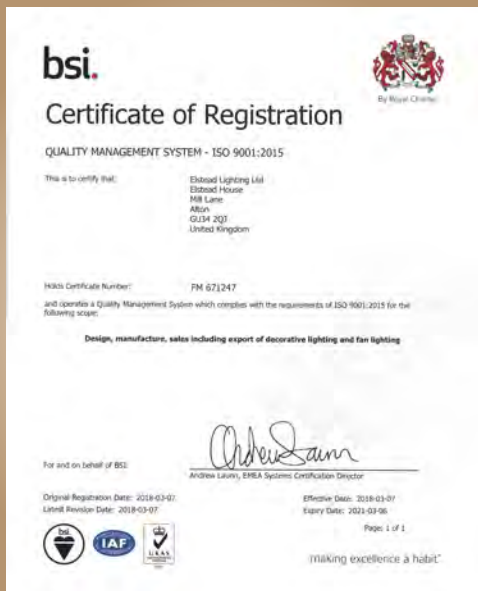 bsi.
By Royal Charter
Certificate of Registration
QUALITY MANAGEMENT SYSTEM - ISO 9001:2015
This is to certify that:
Elstead Lighting Ltd
Elstead House
Mill Lane
Alton
GU34 2QJ
United Kingdom
Holds Certificate Number:
FM 671247
and operates a Quality Management System which complies with the requirements of ISO 9001:2015 for the
following scope:
Design, manufacture, sales including export of decorative lighting and fan lighting
For and on behalf of BSI:
Andrew Launn, EMEA Systems Certification Director
Original Registration Date: 2018-03-07
Effective Date: 2018-03-07
Latest Revision Date: 2018-03-07
Expiry Date: 2021-03-06
Page: 1 of 1
bsi.
IAF
UKAS
...making excellence a habit.™